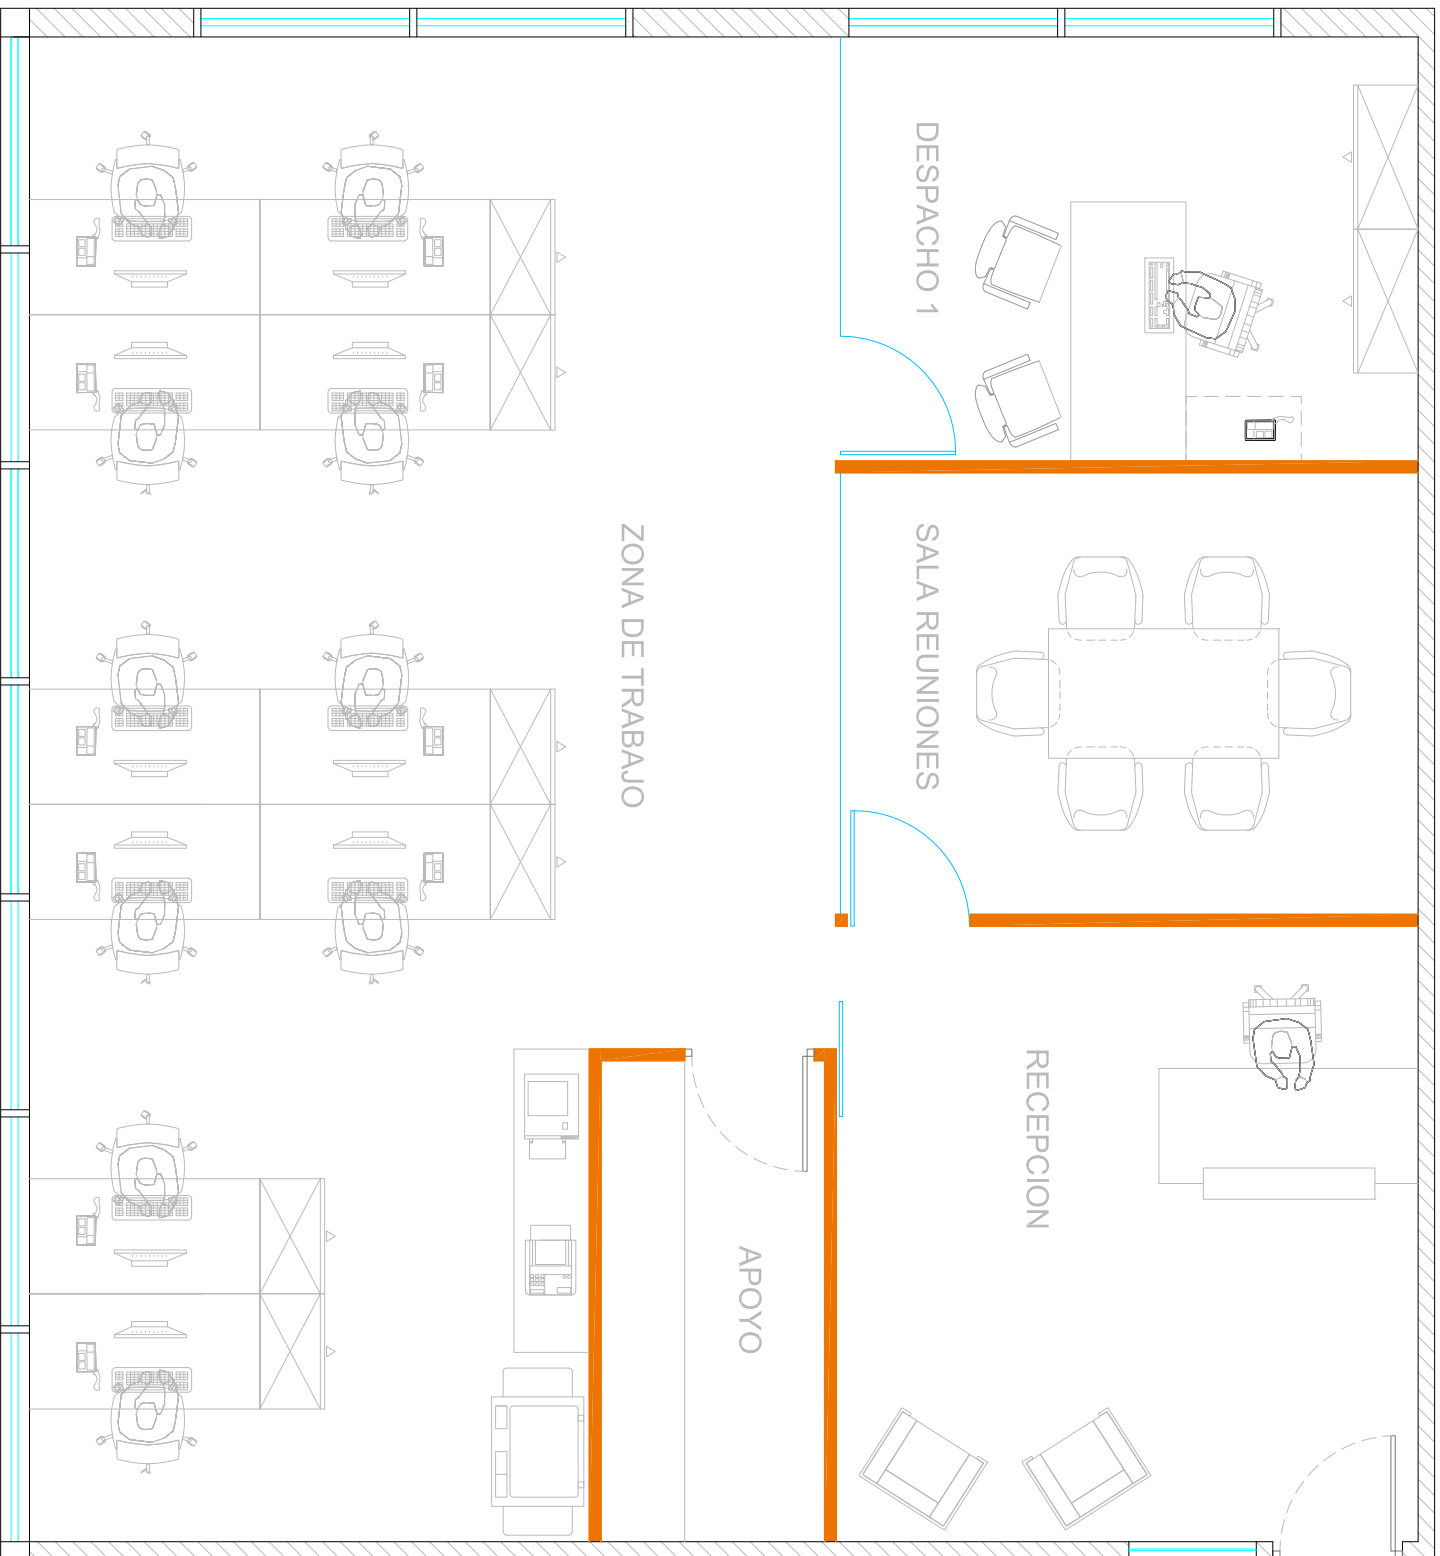 DESPACHO 1
ZONA DE TRABAJO
SALA REUNIONES
RECEPCION
APOYO